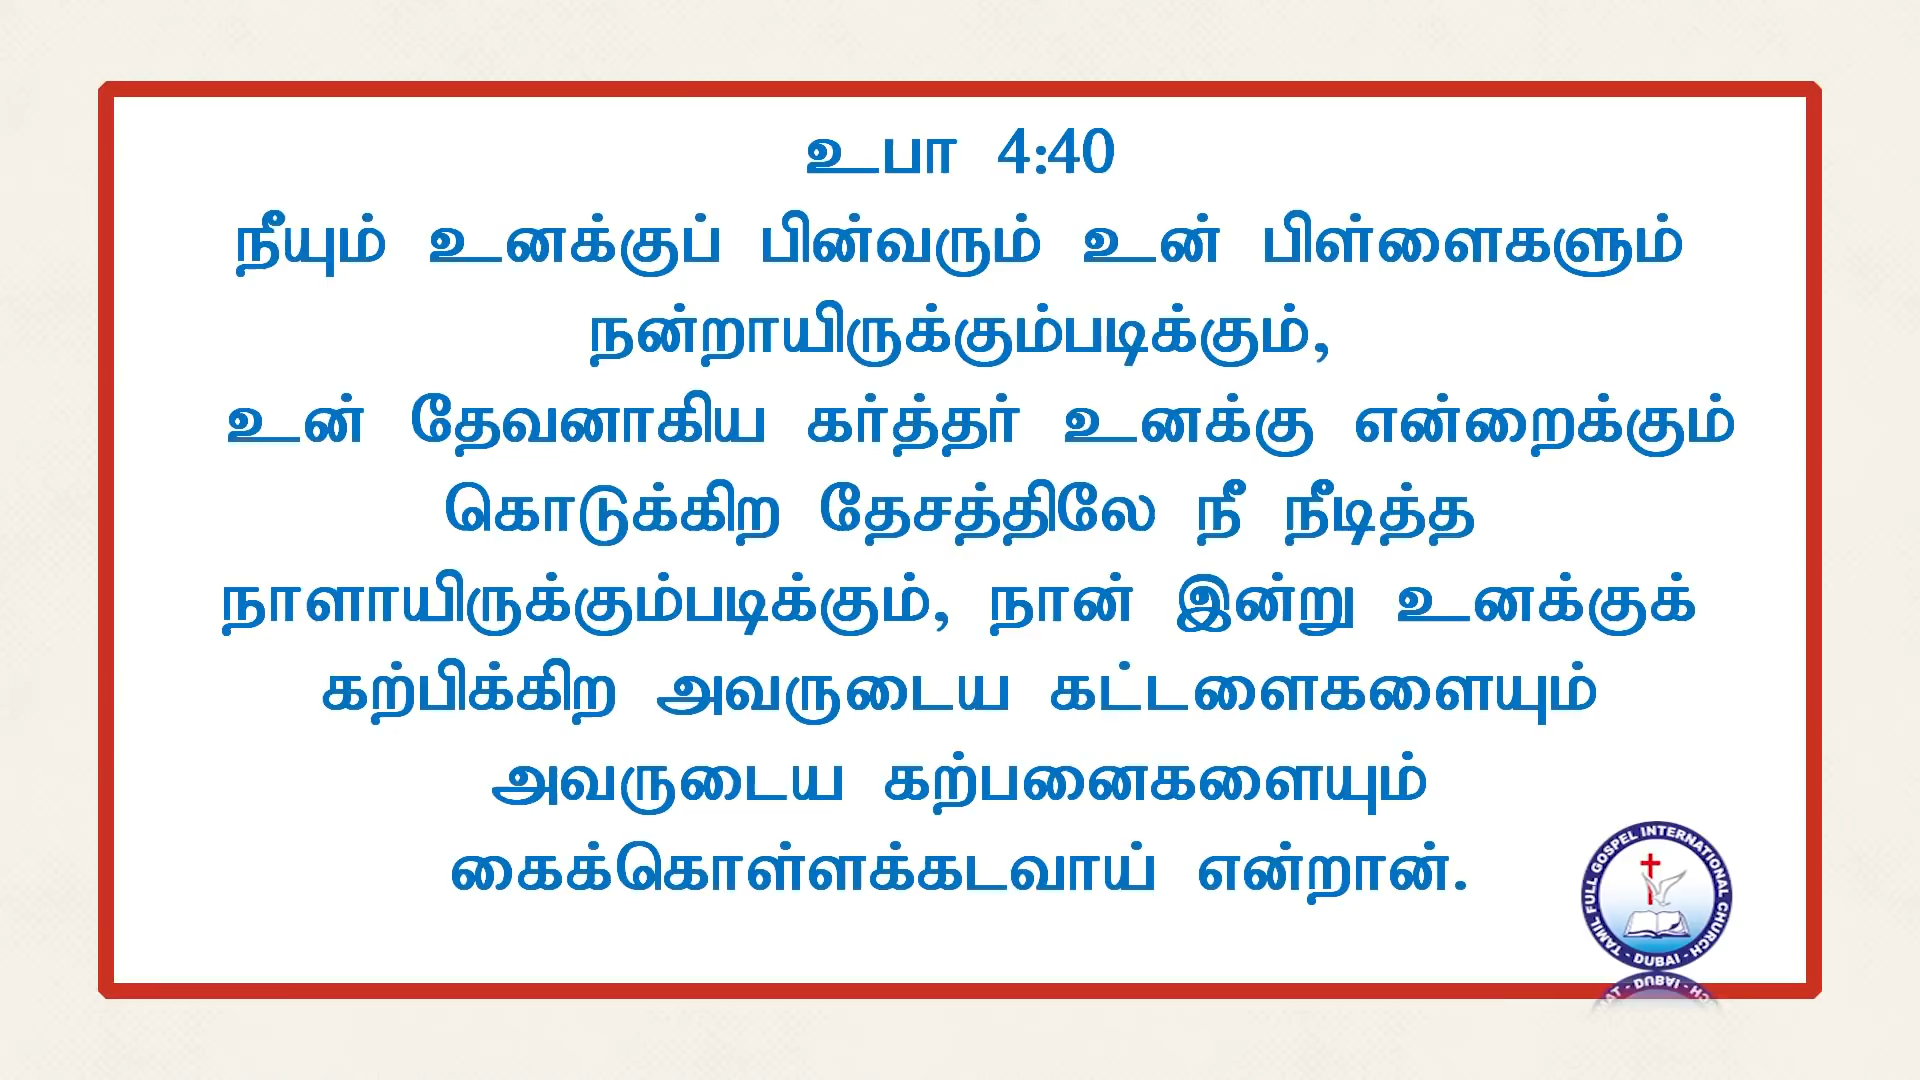 உபா 4:40
நீயும் உனக்குப் பின்வரும் உன் பிள்ளைகளும்
நன்றாயிருக்கும்படிக்கும்,
உன் தேவனாகிய கர்த்தர் உனக்கு என்றைக்கும்
கொடுக்கிற தேசத்திலே நீ நீடித்த
நாளாயிருக்கும்படிக்கும், நான் இன்று உனக்குக்
கற்பிக்கிற அவருடைய கட்டளைகளையும்
அவருடைய கற்பனைகளையும்
கைக்கொள்ளக்கடவாய் என்றான்.
TAMIL FULL GOSPEL INTERNATIONAL CHURCH - DUBAI -